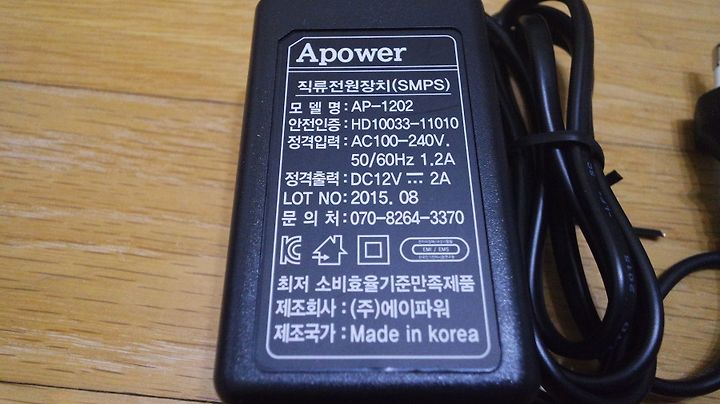 Apower
직류전원장치(SMPS)
모 델 명 : AP-1202
안전인증 : HD10033-11010
정격입력 : AC100-240V.
50/60Hz 1.2A
정격출력 : DC12V ⎓ 2A
LOT NO : 2015. 08
문 의 처 : 070-8264-3370
EMI / EMS
최저 소비효율기준만족제품
제조회사 : (주)에이파워
제조국가 : Made in korea